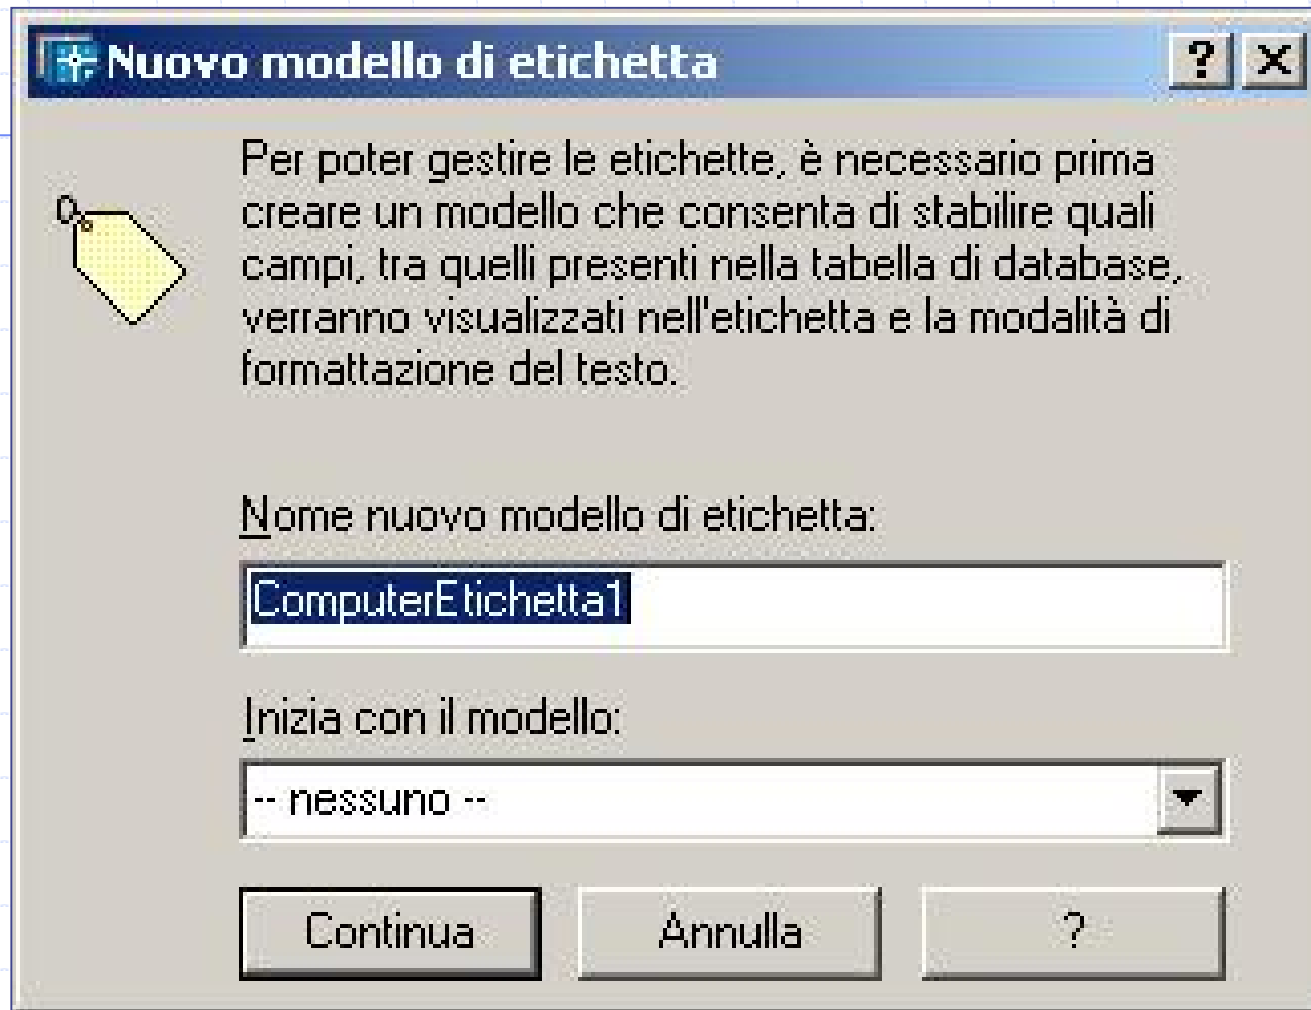 Nuovo modello di etichetta
? X
Per poter gestire le etichette, è necessario prima
creare un modello che consenta di stabilire quali
campi, tra quelli presenti nella tabella di database,
verranno visualizzati nell'etichetta e la modalità di
formattazione del testo.
Nome nuovo modello di etichetta:
ComputerEtichetta1
Inizia con il modello:
-- nessuno --
Continua Annulla ?